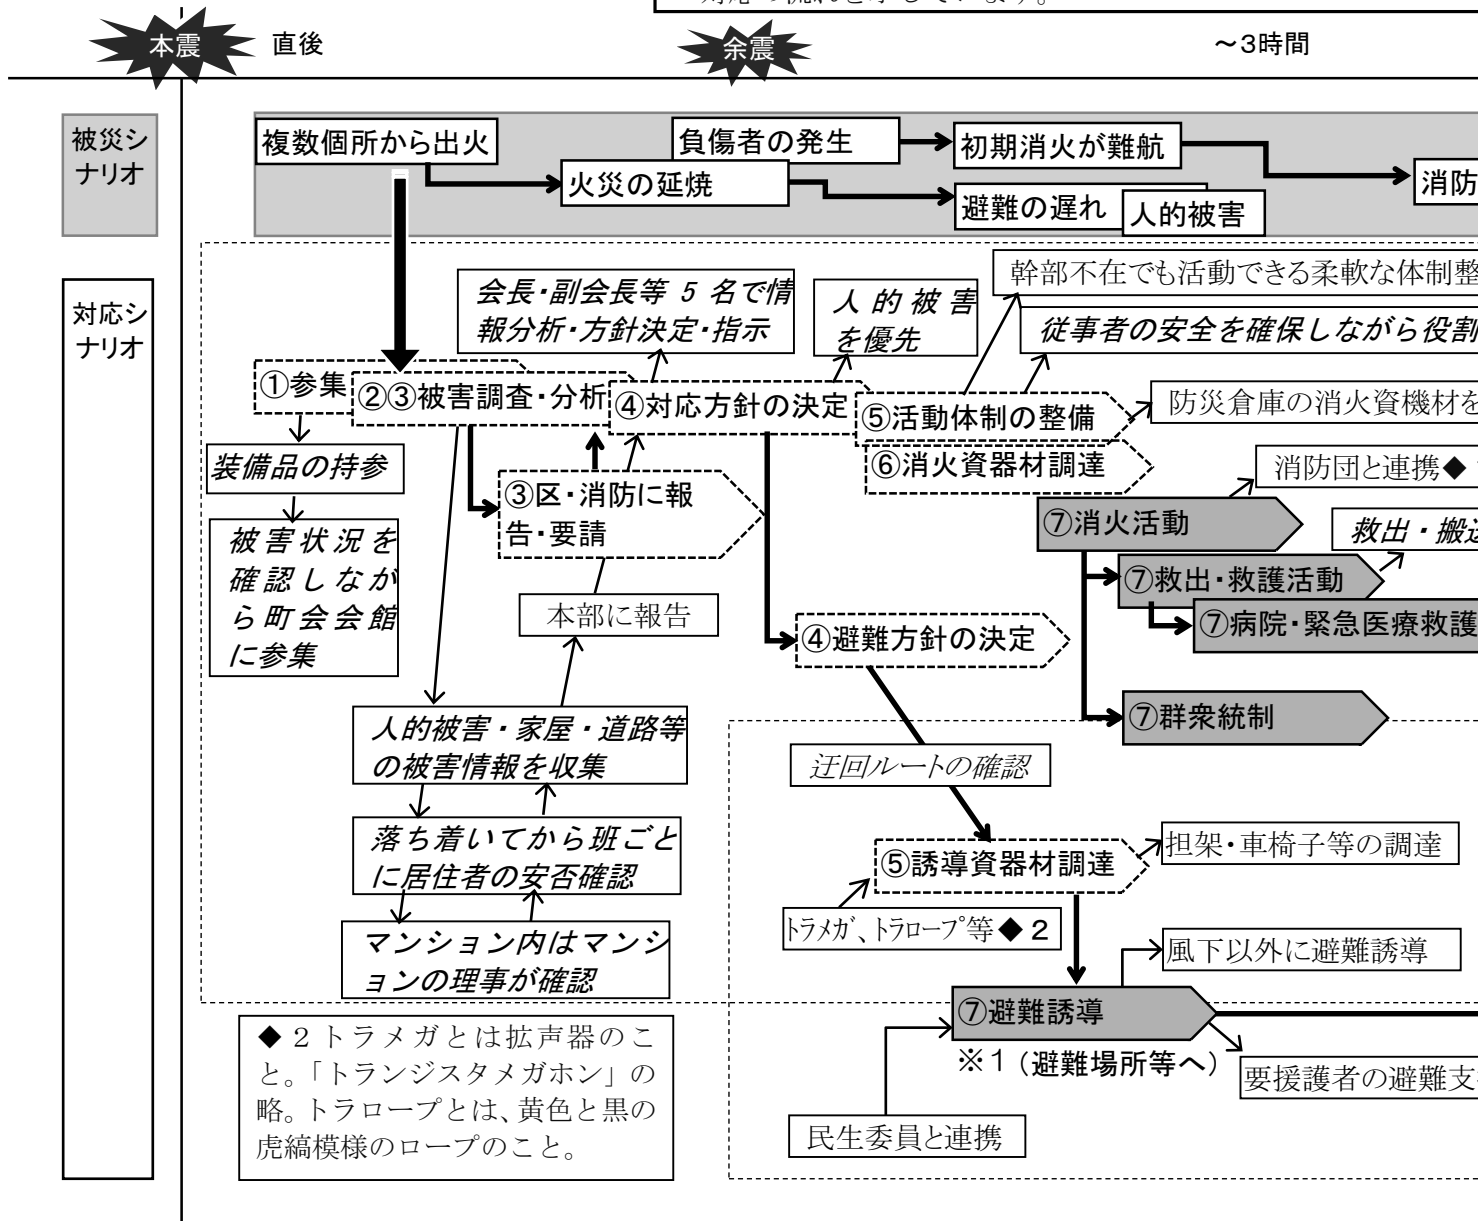 本震
直後
余震
～3時間
被災シ
ナリオ
複数個所から出火
負傷者の発生
初期消火が難航
火災の延焼
消防
避難の遅れ
人的被害
対応シ
ナリオ
幹部不在でも活動できる柔軟な体制整
会長・副会長等 5 名で情
報分析・方針決定・指示
人的被害
を優先
従事者の安全を確保しながら役割
①参集
②③被害調査・分析
④対応方針の決定
⑤活動体制の整備
防災倉庫の消火資機材を
⑥消火資器材調達
装備品の持参
消防団と連携◆
③区・消防に報
告・要請
⑦消火活動
被害状況を
確認しなが
ら町会会館
に参集
救出・搬送
⑦救出・救護活動
本部に報告
⑦病院・緊急医療救護
④避難方針の決定
人的被害・家屋・道路等
の被害情報を収集
⑦群衆統制
迂回ルートの確認
落ち着いてから班ごと
に居住者の安否確認
担架・車椅子等の調達
⑤誘導資器材調達
トラメガ、トラロープ等◆２
マンション内はマンシ
ョンの理事が確認
風下以外に避難誘導
⑦避難誘導
※１（避難場所等へ）
要援護者の避難支
民生委員と連携
◆２トラメガとは拡声器のこ
と。「トランジスタメガホン」の
略。トラロープとは、黄色と黒の
虎縞模様のロープのこと。